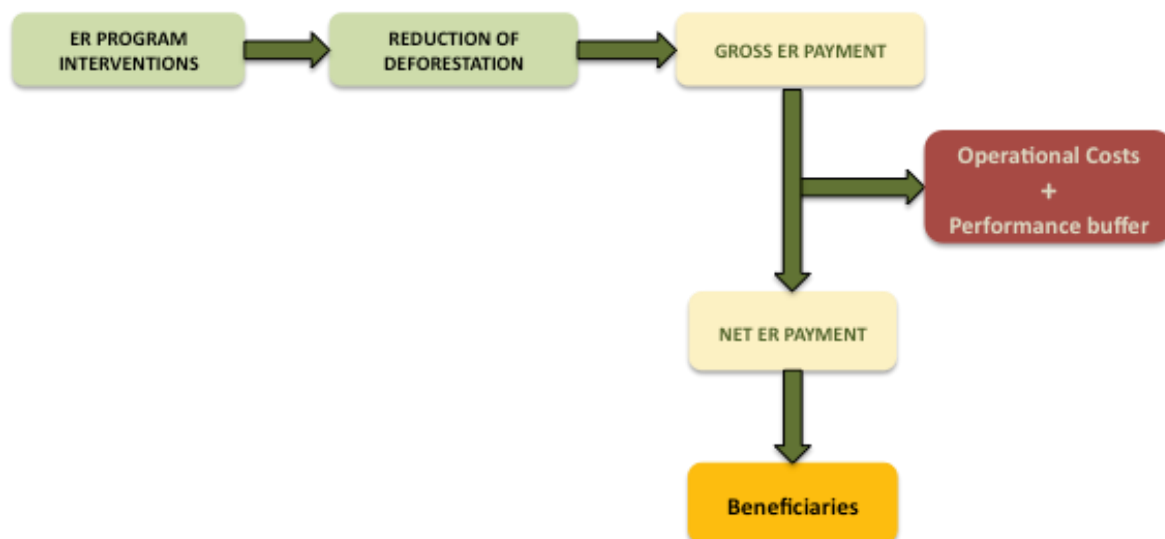 ER PROGRAM
INTERVENTIONS
REDUCTION OF
DEFORESTATION
GROSS ER PAYMENT
Operational Costs
+
Performance buffer
NET ER PAYMENT
Beneficiaries